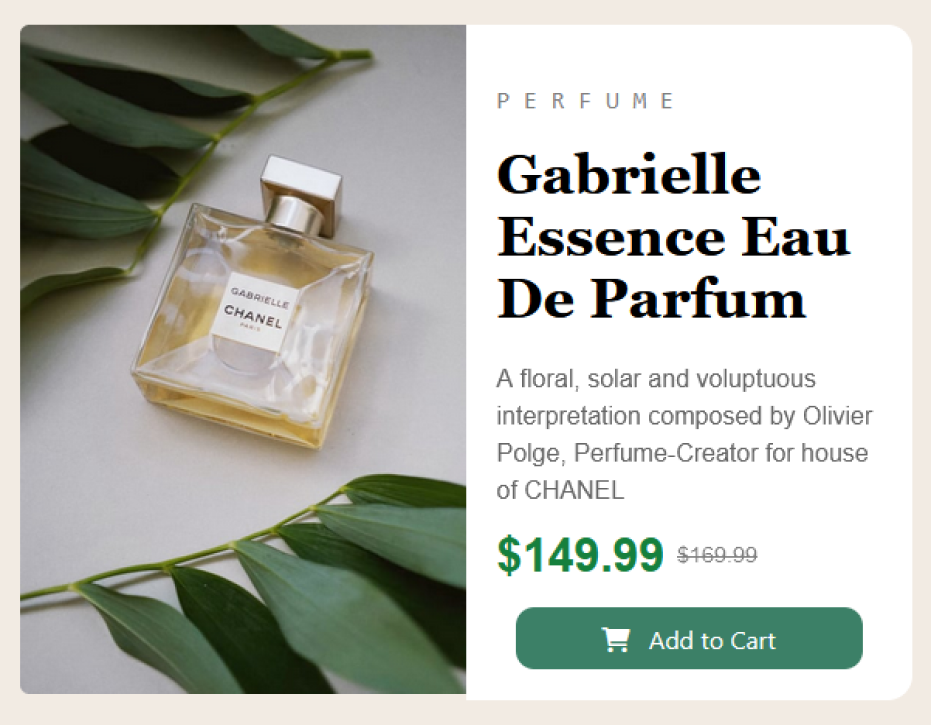 GABRIELLE
CHANEL
PARIS
PERFUME
Gabrielle
Essence Eau
De Parfum
A floral, solar and voluptuous
interpretation composed by Olivier
Polge, Perfume-Creator for house
of CHANEL
$149.99 $169.99
Add to Cart